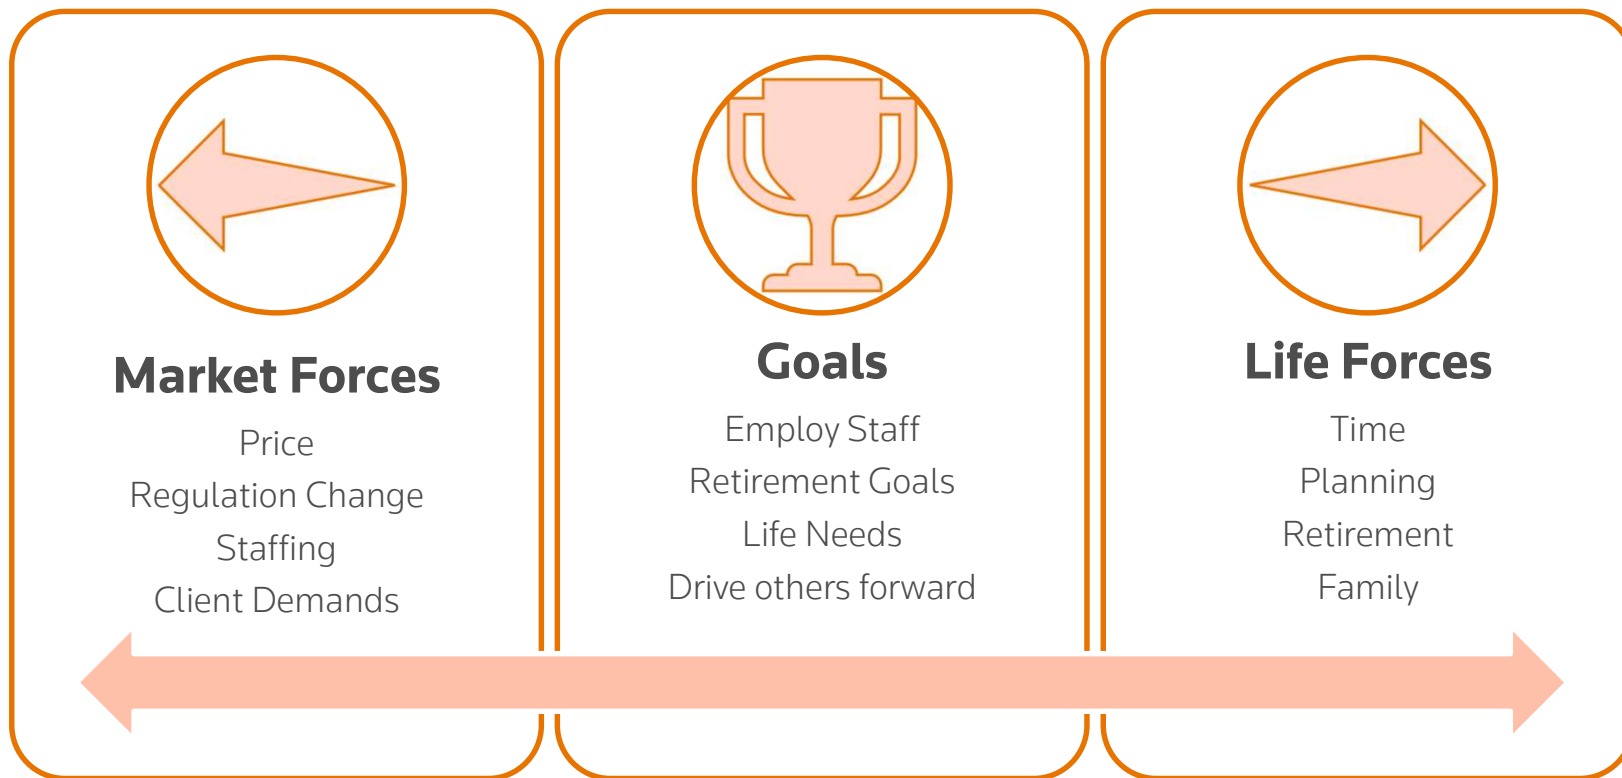 Market Forces
Price
Regulation Change
Staffing
Client Demands
Goals
Employ Staff
Retirement Goals
Life Needs
Drive others forward
Life Forces
Time
Planning
Retirement
Family